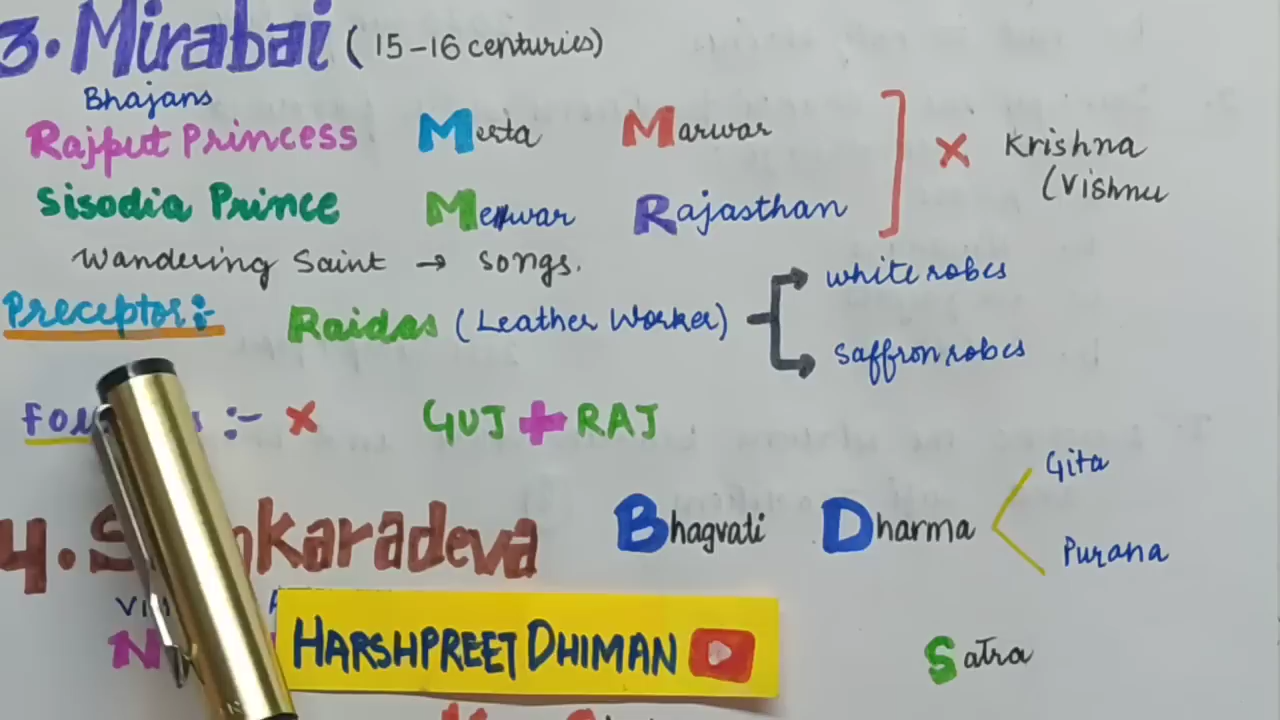 3. Mirabai (15-16 centuries)
Bhajans
Rajput Princess Merta Marwar
× Krishna
(Vishnu
Sisodia Prince Mewar Rajasthan
Wandering Saint → songs.
Preceptor:- Raidas (Leather Worker)
white robes
saffron robes
:- × GUJ + RAJ
4. Bhagvati Dharma
Gita
Purana
HARSHPREET DHIMAN
Satra